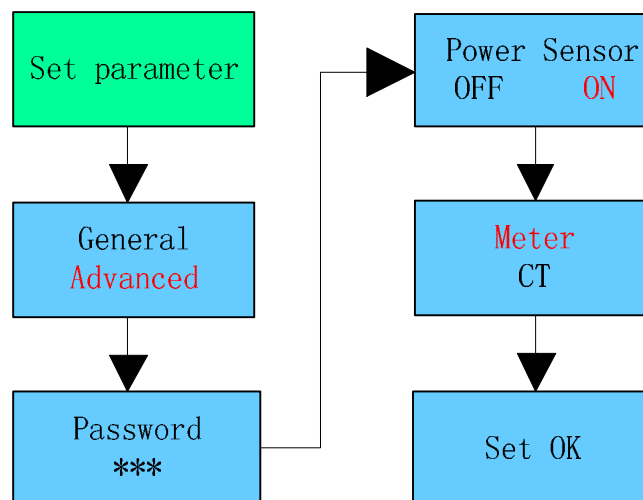 Set parameter
General
Advanced
Password
***
Power Sensor
OFF ON
Meter
CT
Set OK